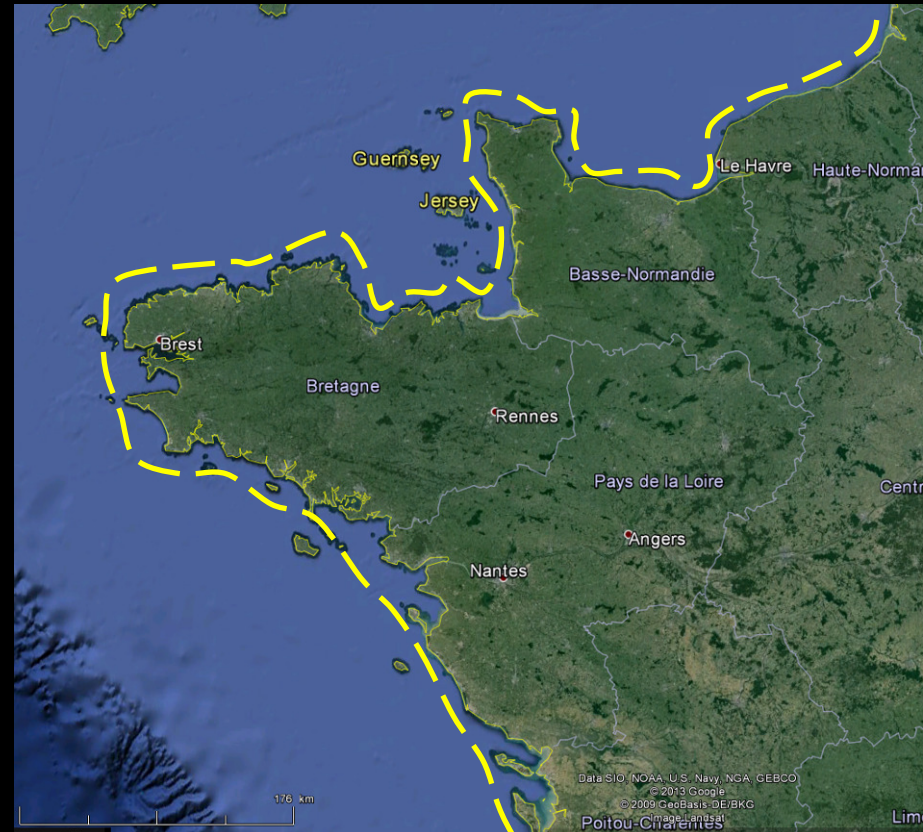 Guernsey
Le Havre
Haute-Norma
Jersey
Basse-Normandie
Brest
Bretagne
Rennes
Pays de la Loire
Centr
Angers
Nantes
Data SIO, NOAA, U.S. Navy, NGA, GEBCO
© 2013 Google
© 2009 GeoBasis-DE/BKG
Image Landsat
176 km
Poitou-Charentes
Lim